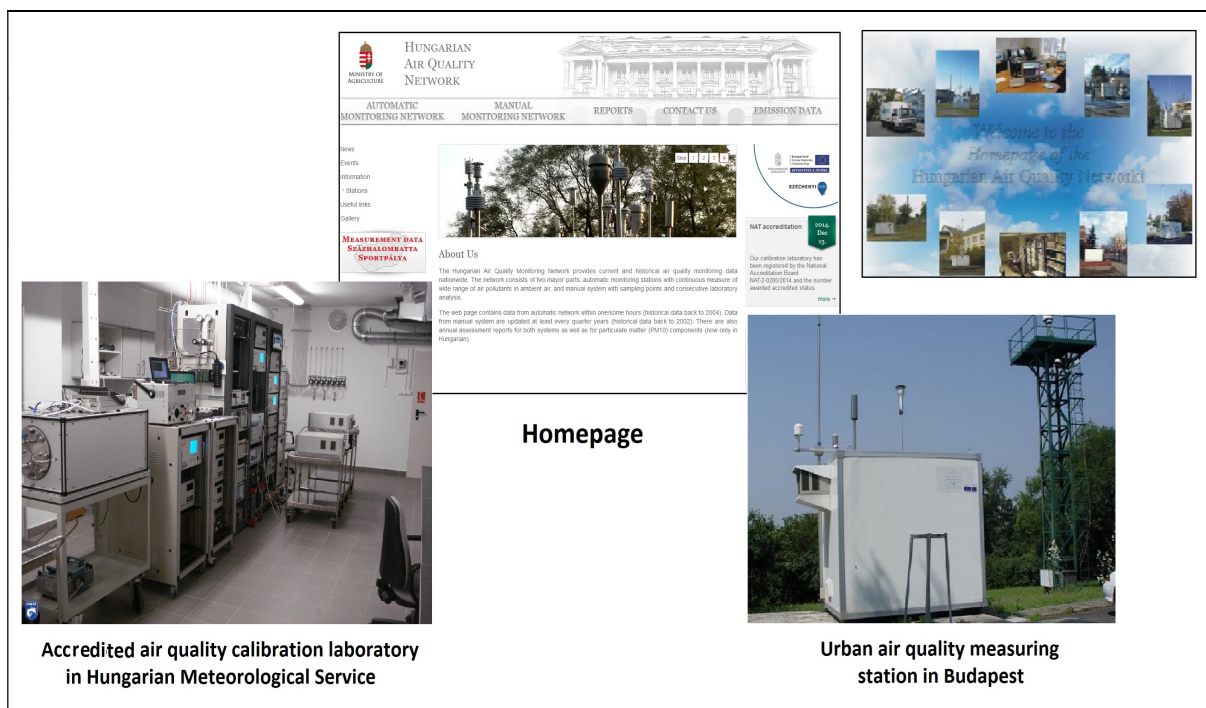 HUNGARIAN
AIR QUALITY
NETWORK
MINISTRY OF
AGRICULTURE
AUTOMATIC
MONITORING NETWORK
MANUAL
MONITORING NETWORK
REPORTS
CONTACT US
EMISSION DATA
News
Events
Information
Stations
Useful links
Gallery
MEASUREMENT DATA
SZÁZHALOMBATTA
SPORTPÁLYA
Stop 1 2 3 4
SZÉCHENYI
NAT accreditation
2014.
Dec
13.
Our calibration laboratory has
been registered by the National
Accreditation Board
NAT-2-0265/2014 and the number
awarded accredited status.
more
About Us
The Hungarian Air Quality Monitoring Network provides current and historical air quality monitoring data
nationwide. The network consists of two mayor parts: automatic monitoring stations with continuous measure of
wide range of air pollutants in ambient air, and manual system with sampling points and consecutive laboratory
analysis.
The web page contains data from automatic network within one/some hours (historical data back to 2004). Data
from manual system are updated at least every quarter years (historical data back to 2002). There are also
annual assessment reports for both systems as well as for particulate matter (PM10) components (now only in
Hungarian).
Welcome to the
Homepage of the
Hungarian Air Quality Network!
Homepage
Accredited air quality calibration laboratory
in Hungarian Meteorological Service
Urban air quality measuring
station in Budapest